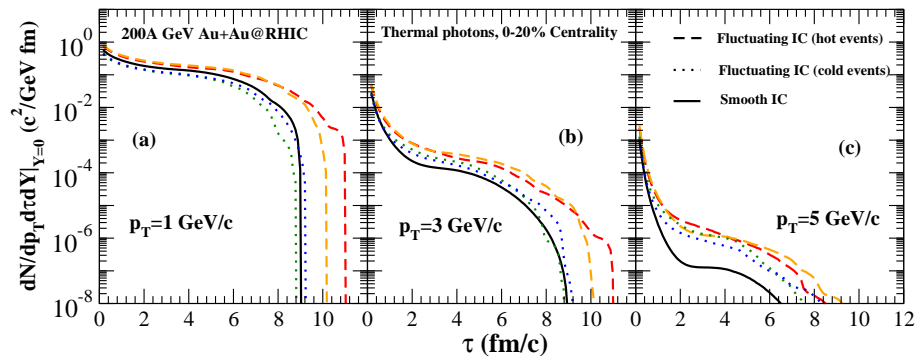 200A GeV Au+Au@RHIC
Thermal photons, 0-20% Centrality
Fluctuating IC (hot events)
Fluctuating IC (cold events)
Smooth IC
(a)
(b)
(c)
p_T=1 GeV/c
p_T=3 GeV/c
p_T=5 GeV/c
dN/dp_T dτdY|_{Y=0} (c^2/GeV fm)
10^0
10^-2
10^-4
10^-6
10^-8
0 2 4 6 8 10 0 2 4 6 8 10 0 2 4 6 8 10 12
τ (fm/c)